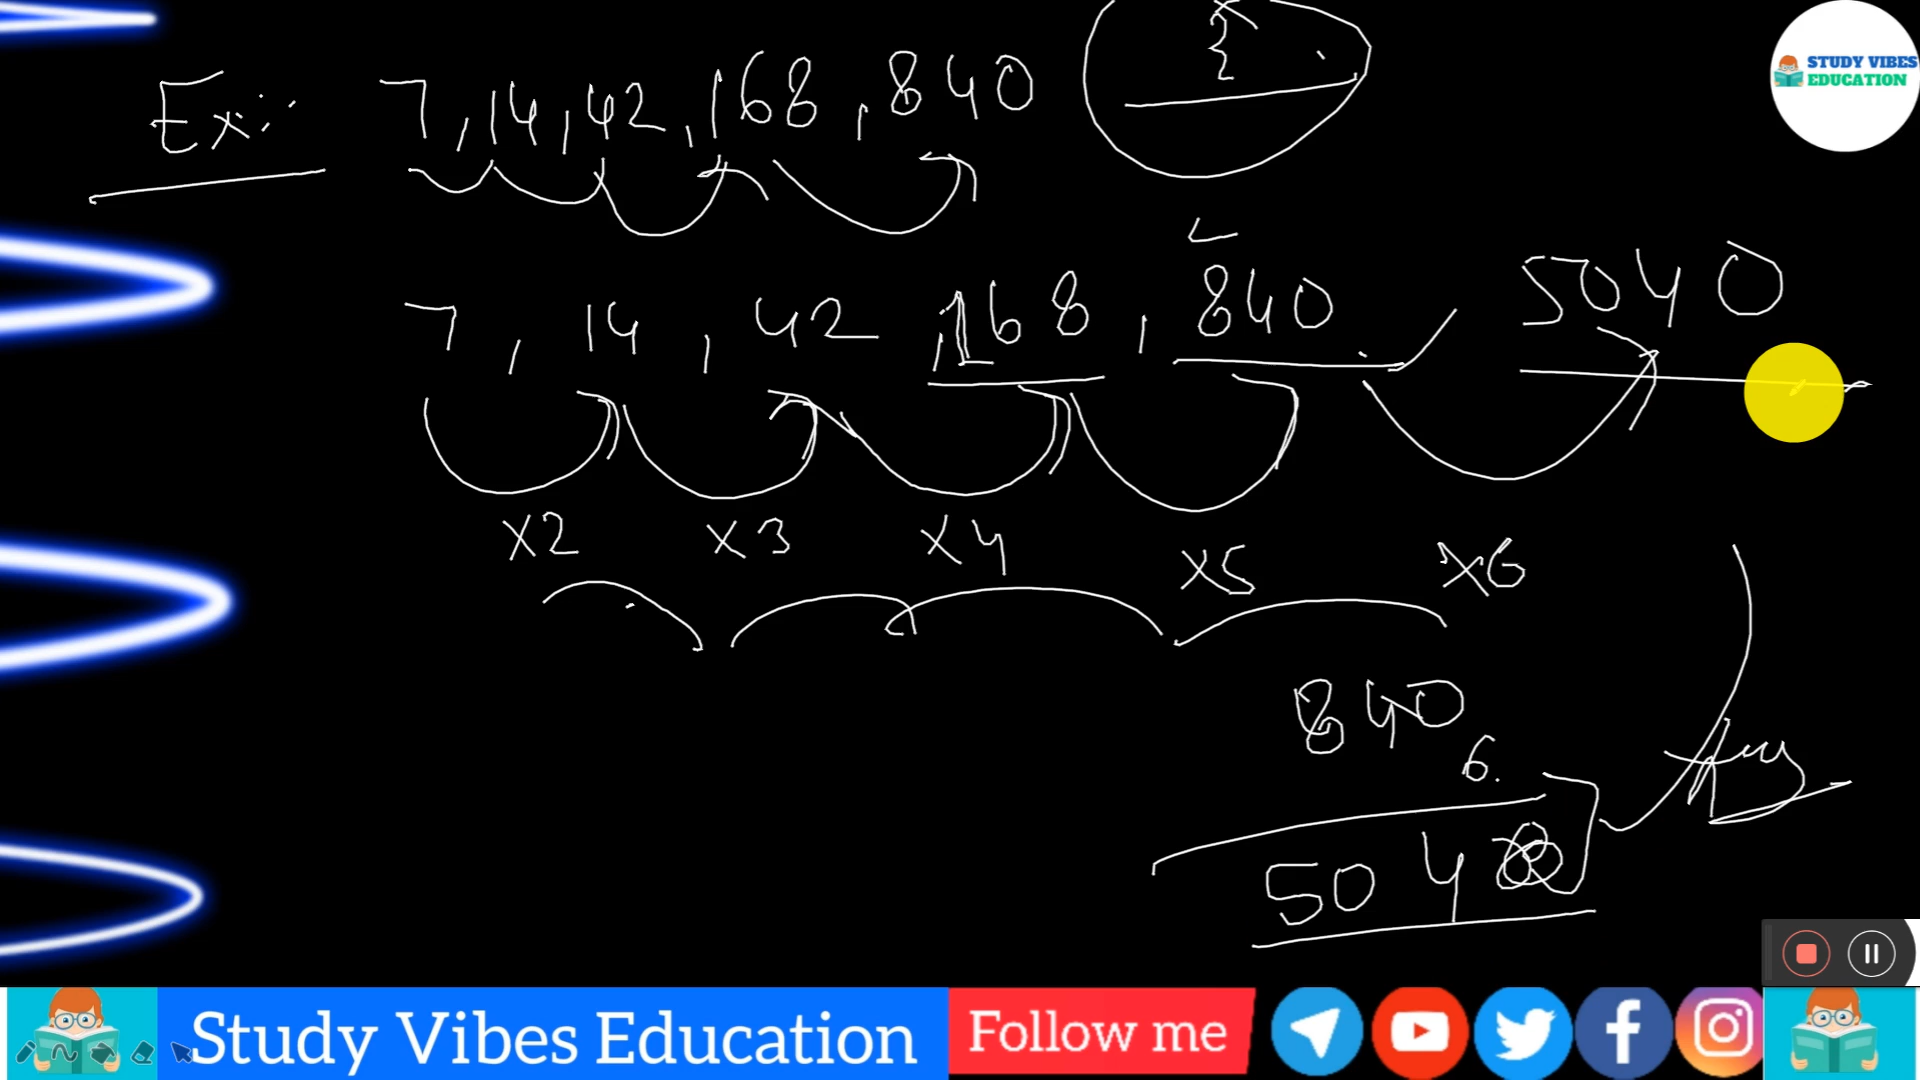 Ex:-
7, 14, 42, 168, 840
STUDY VIBES
EDUCATION
7, 14, 42, 168, 840, 5040
x2 x3 x4 x5 x6
840
6
5040
Ans
Study Vibes Education
Follow me